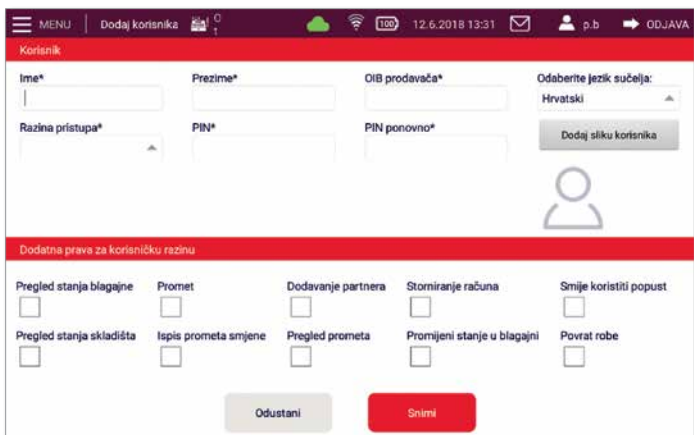 MENU Dodaj korisnika 0 1 100 12.6.2018 13:31 p.b ODJAVA
Korisnik
Ime* Prezime* OIB prodavača* Odaberite jezik sučelja:
Hrvatski
Razina pristupa* PIN* PIN ponovno* Dodaj sliku korisnika
Dodatna prava za korisničku razinu
Pregled stanja blagajne Promet Dodavanje partnera Storniranje računa Smije koristiti popust
Pregled stanja skladišta Ispis prometa smjene Pregled prometa Promijeni stanje u blagajni Povrat robe
Odustani Snimi